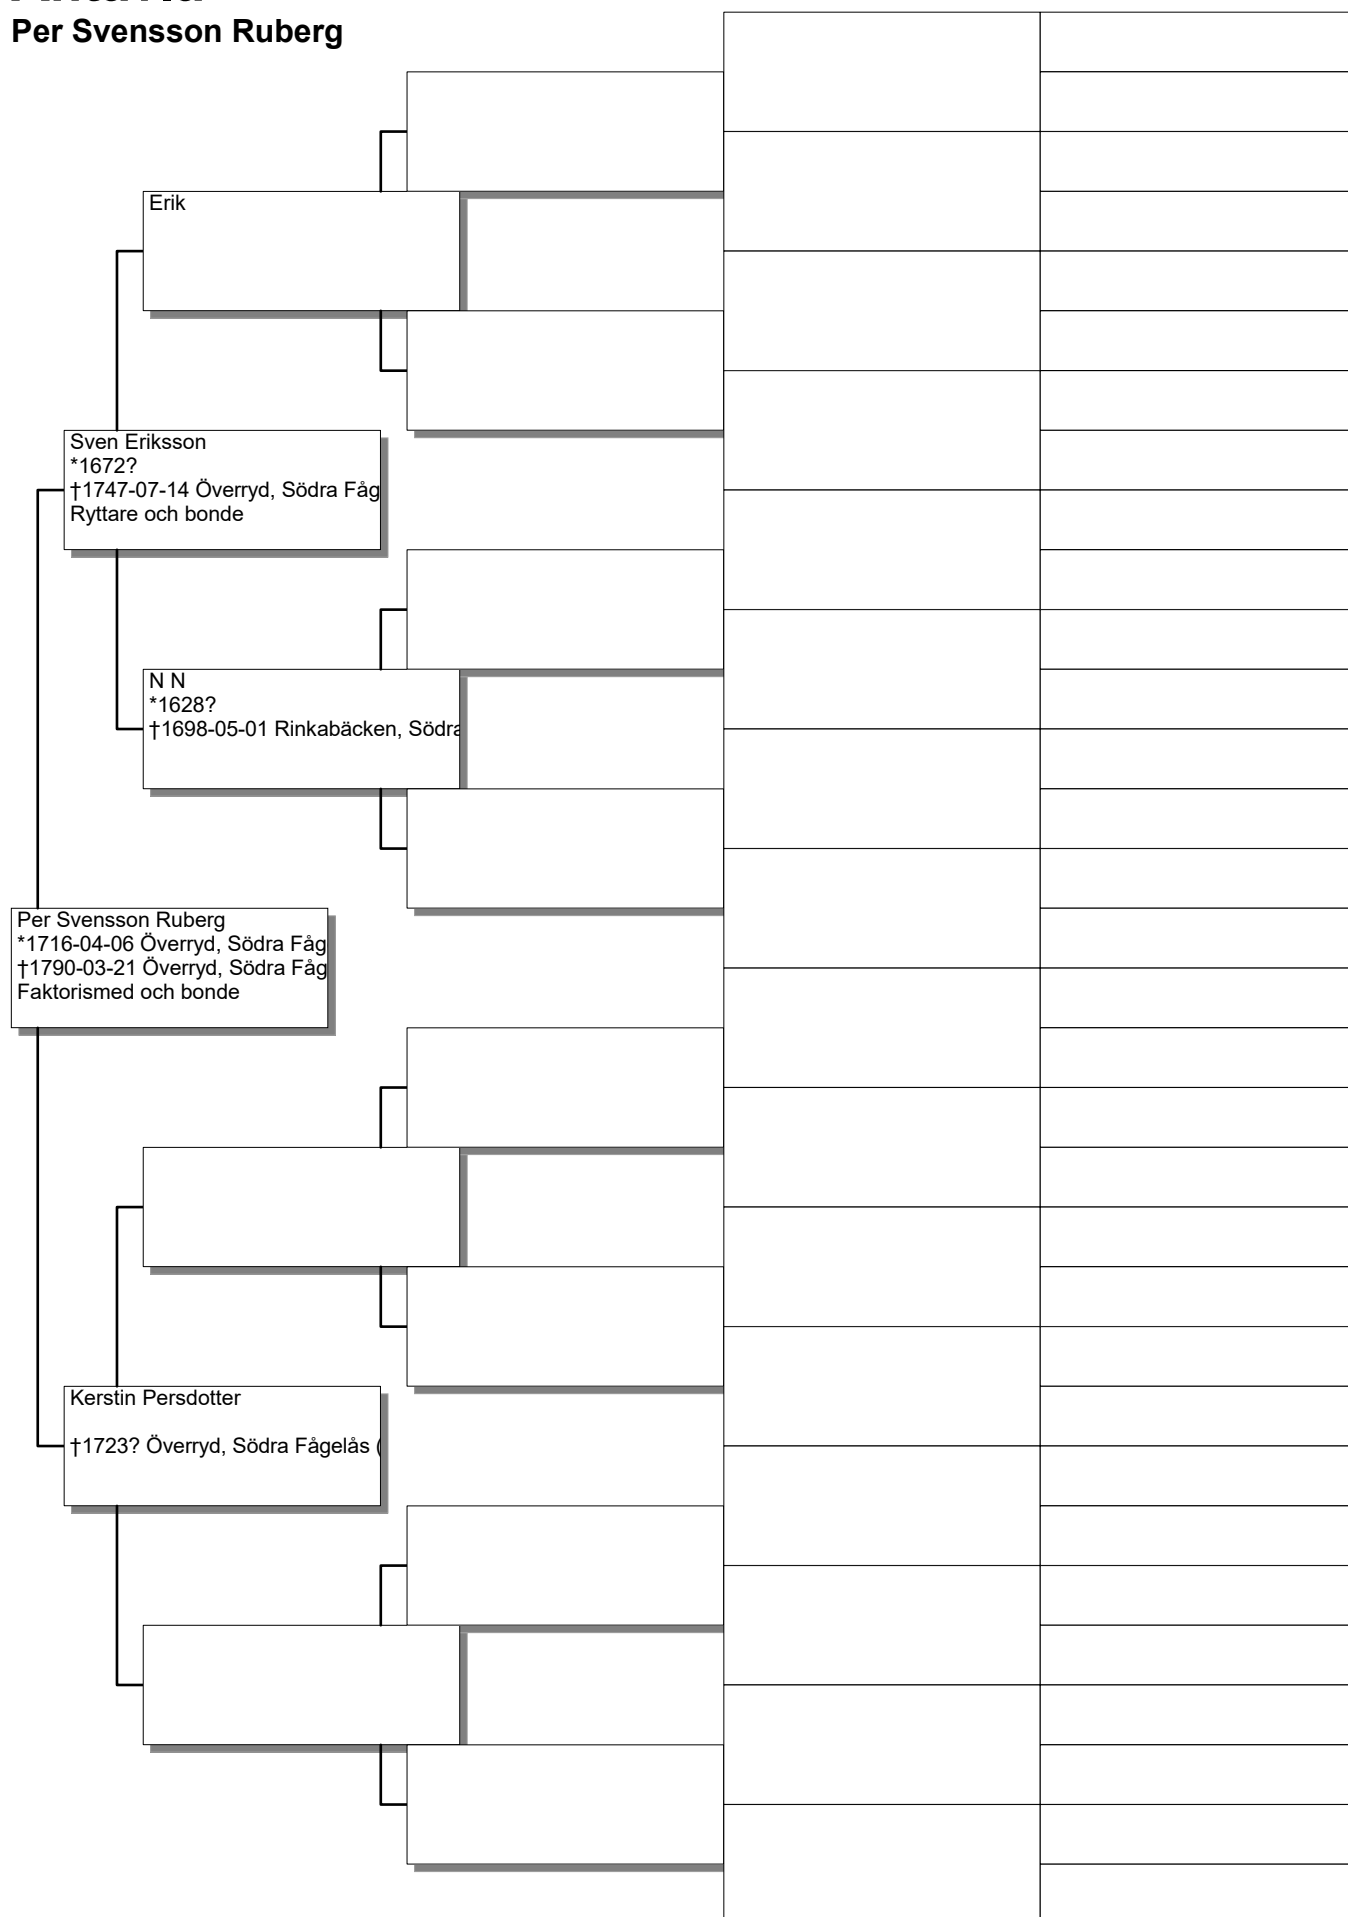 Per Svensson Ruberg
Erik
Sven Eriksson
*1672?
†1747-07-14 Överryd, Södra Fåg
Ryttare och bonde
N N
*1628?
†1698-05-01 Rinkabäcken, Södra
Per Svensson Ruberg
*1716-04-06 Överryd, Södra Fåg
†1790-03-21 Överryd, Södra Fåg
Faktorismed och bonde
Kerstin Persdotter
†1723? Överryd, Södra Fågelås (